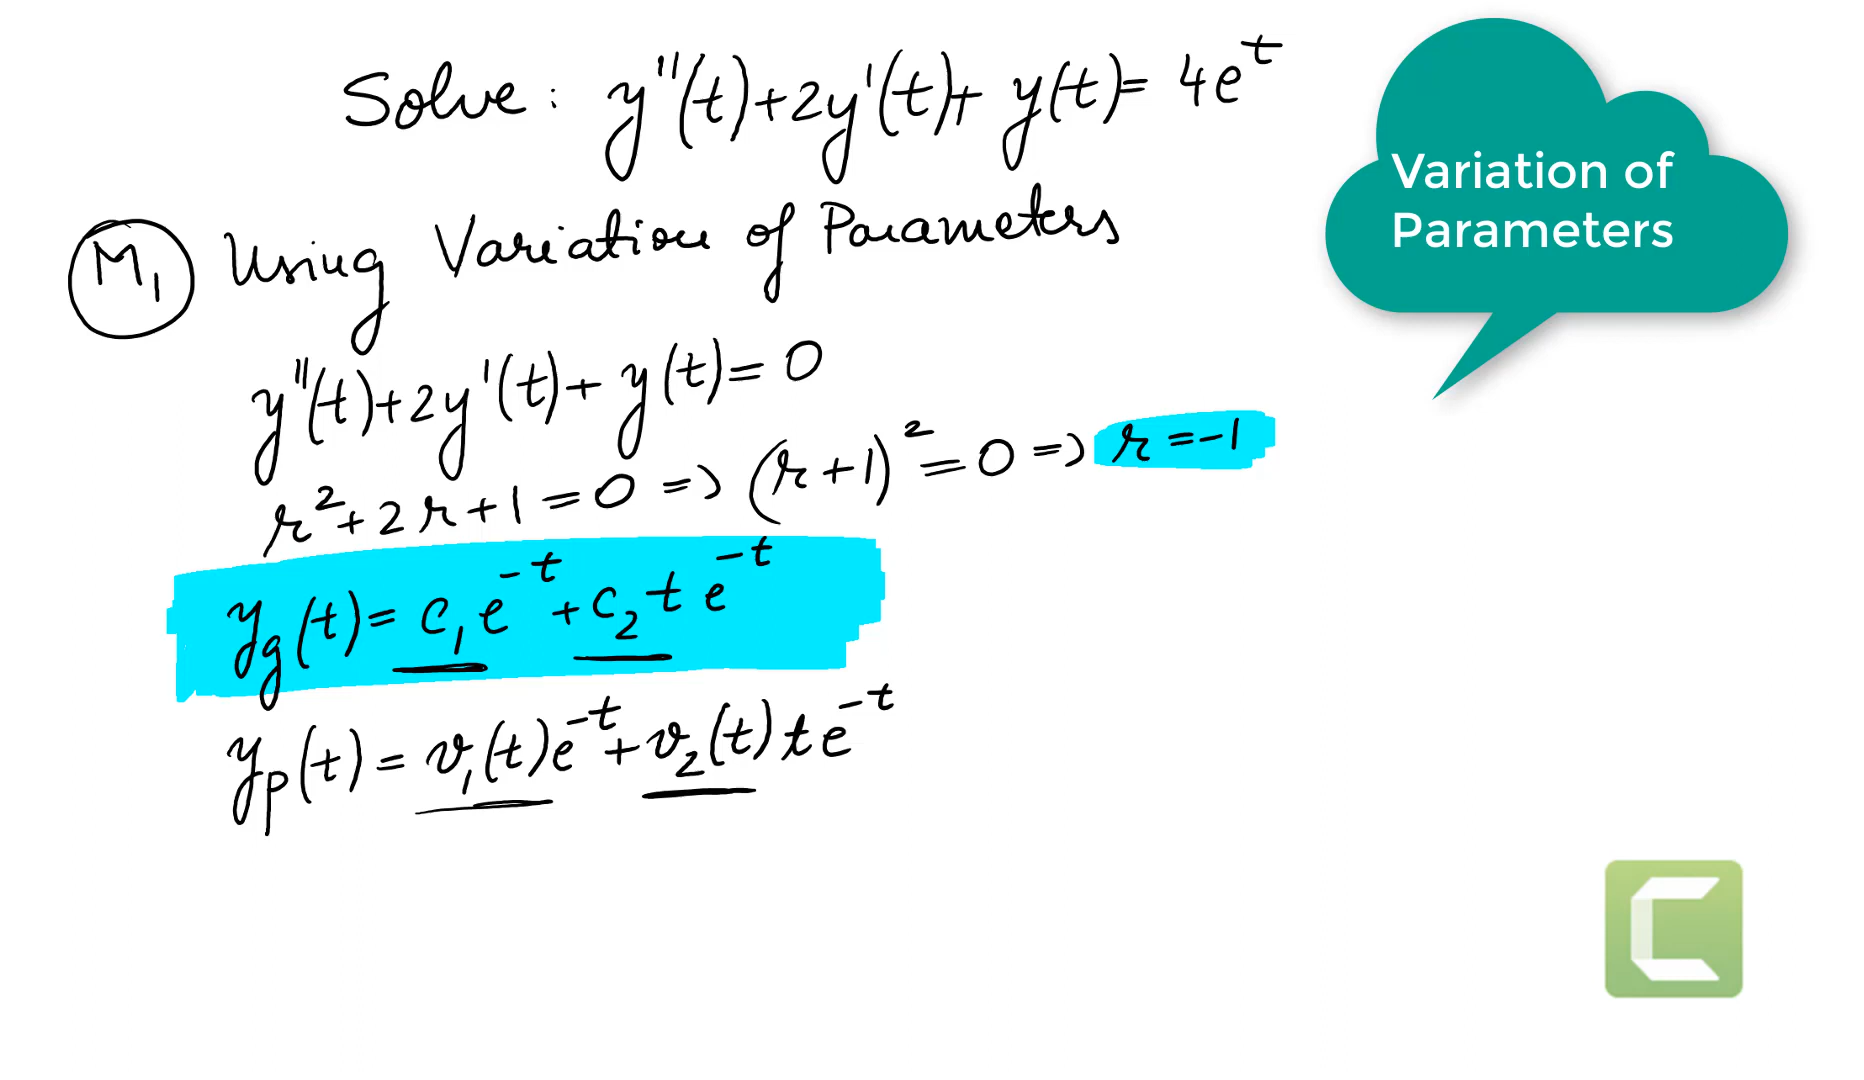 Solve: y''(t)+2y'(t)+y(t)=4e^t
Variation of
Parameters
M₁ Using Variation of Parameters
y''(t)+2y'(t)+y(t)=0
r²+2r+1=0 => (r+1)²=0 => r=-1
y_g(t)=c₁e^-t+c₂te^-t
y_p(t)=v₁(t)e^-t+v₂(t)te^-t